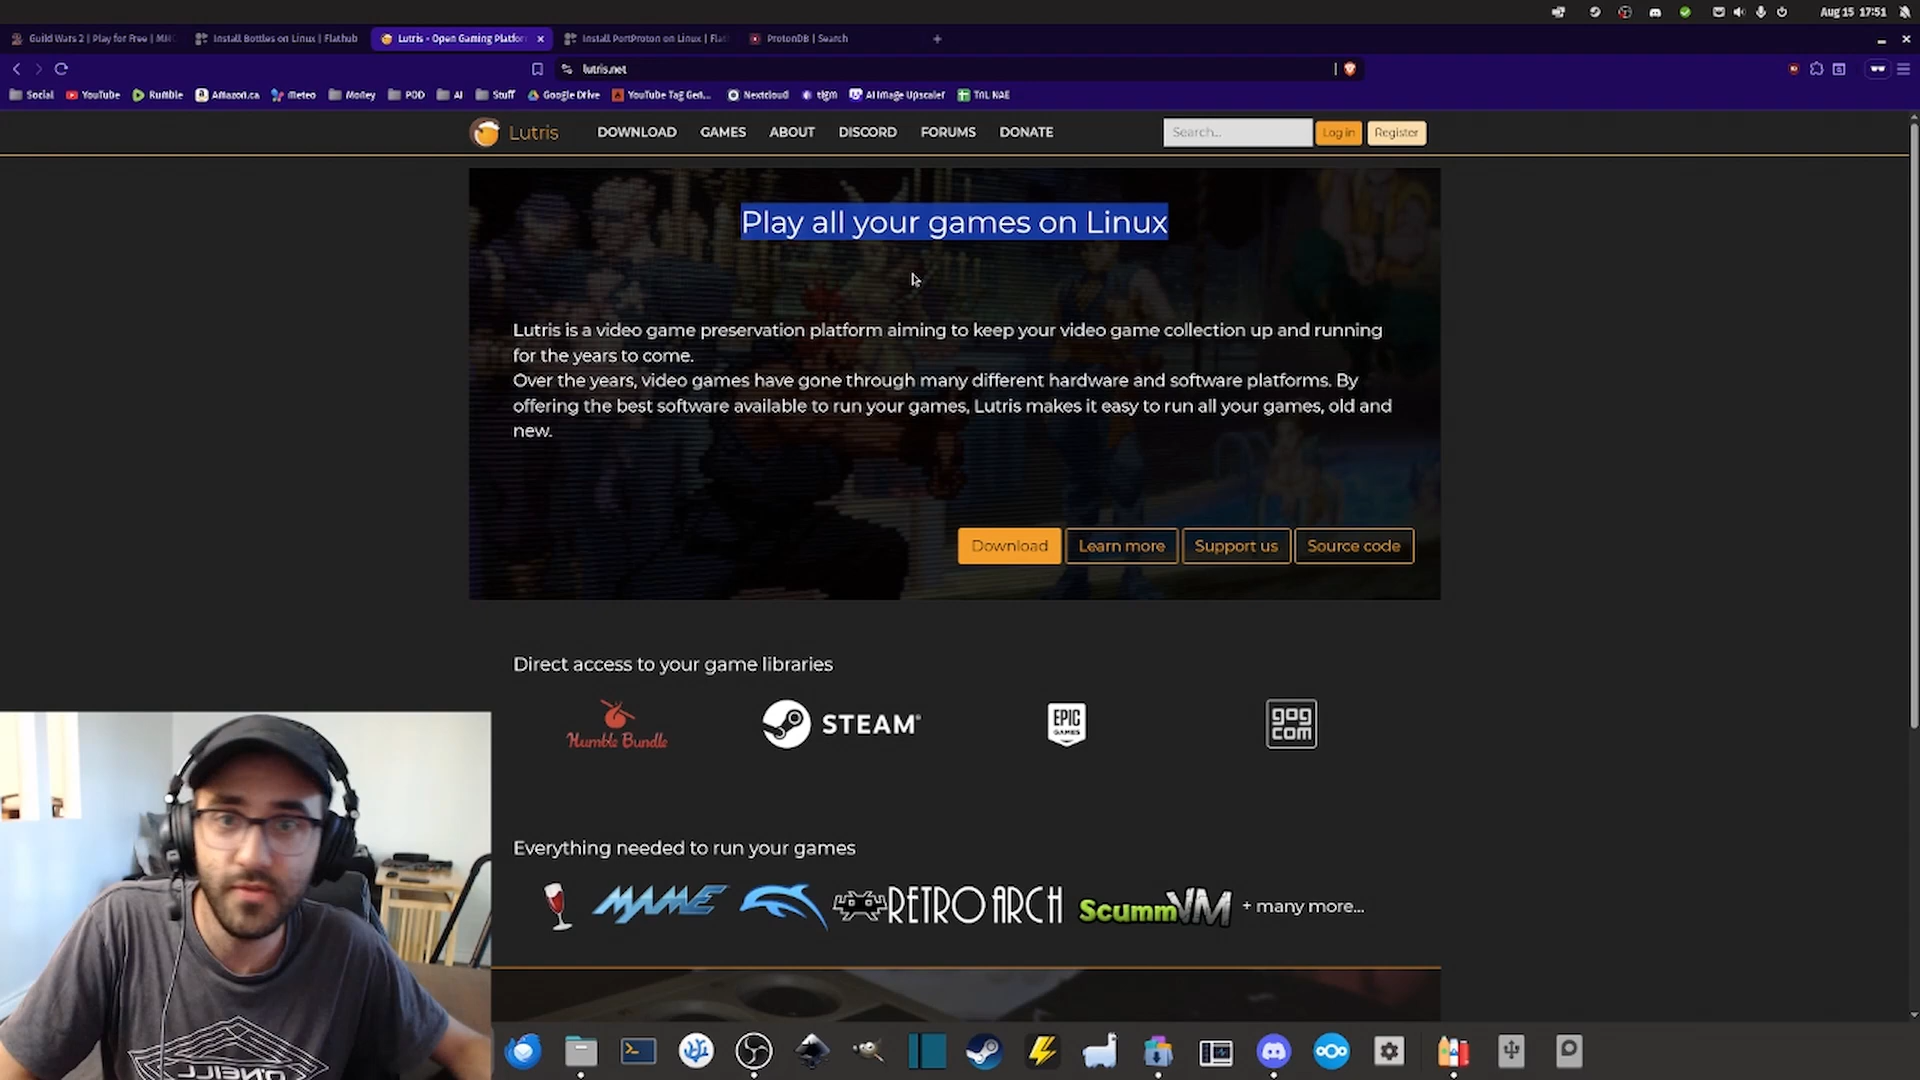 Aug 15 17:51
Guild Wars 2 | Play for Free | MM
Install Bottles on Linux | Flathub
Lutris - Open Gaming Platfor
Install PortProton on Linux | Fla
ProtonDB | Search
lutris.net
Social
YouTube
Rumble
Amazon.ca
meteo
Money
POD
AI
Stuff
Google Drive
YouTube Tag Gen...
Nextcloud
tlgm
AI Image Upscaler
Lutris
DOWNLOAD
GAMES
ABOUT
DISCORD
FORUMS
DONATE
Search...
Log in
Register
Play all your games on Linux
Lutris is a video game preservation platform aiming to keep your video game collection up and running
for the years to come.
Over the years, video games have gone through many different hardware and software platforms. By
offering the best software available to run your games, Lutris makes it easy to run all your games, old and
new.
Download
Learn more
Support us
Source code
Direct access to your game libraries
Humble Bundle
STEAM
EPIC
GAMES
gog
com
Everything needed to run your games
MAME
RETROARCH
ScummVM
+ many more...
O'NEILL